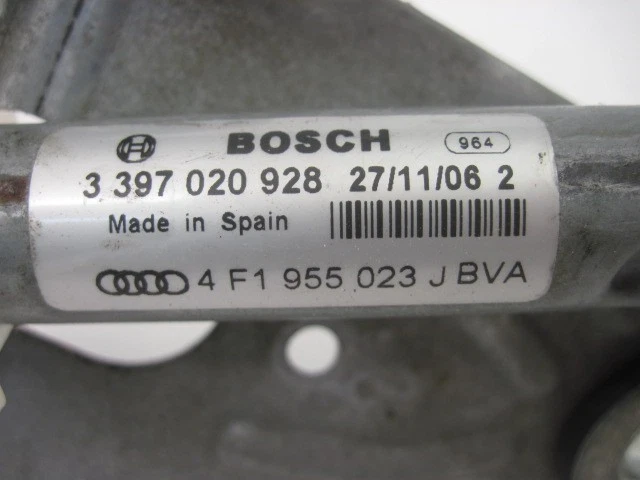 BOSCH 964
3 397 020 928 27/11/06 2
Made in Spain
4 F1 955 023 J BVA